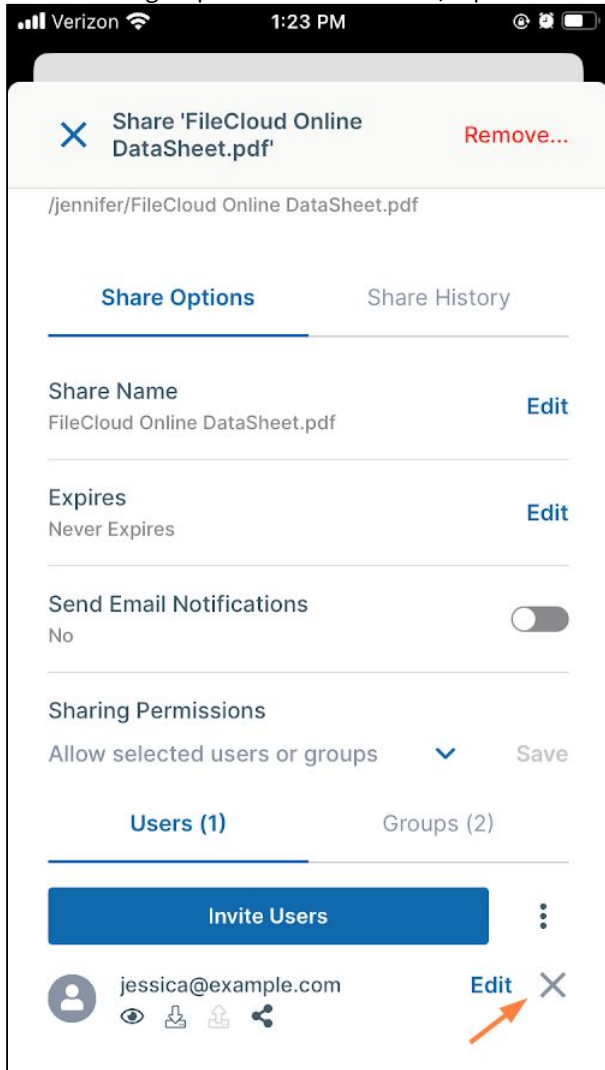 Verizon 1:23 PM
Share 'FileCloud Online
DataSheet.pdf'
Remove...
/jennifer/FileCloud Online DataSheet.pdf
Share Options Share History
Share Name
FileCloud Online DataSheet.pdf
Edit
Expires
Never Expires
Edit
Send Email Notifications
No
Sharing Permissions
Allow selected users or groups Save
Users (1) Groups (2)
Invite Users
jessica@example.com Edit